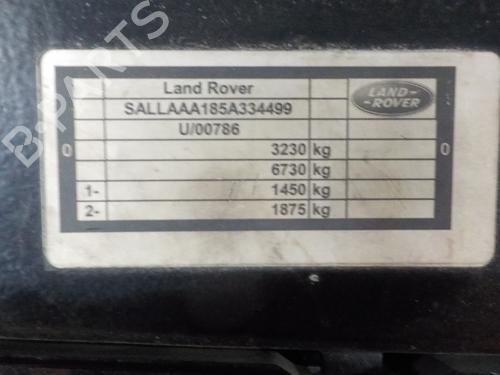 Land Rover
LAND-
-ROVER
SALLAAA185A334499
U/00786
0 3230 kg 0
6730 kg
1- 1450 kg
2- 1875 kg
B-PARTS